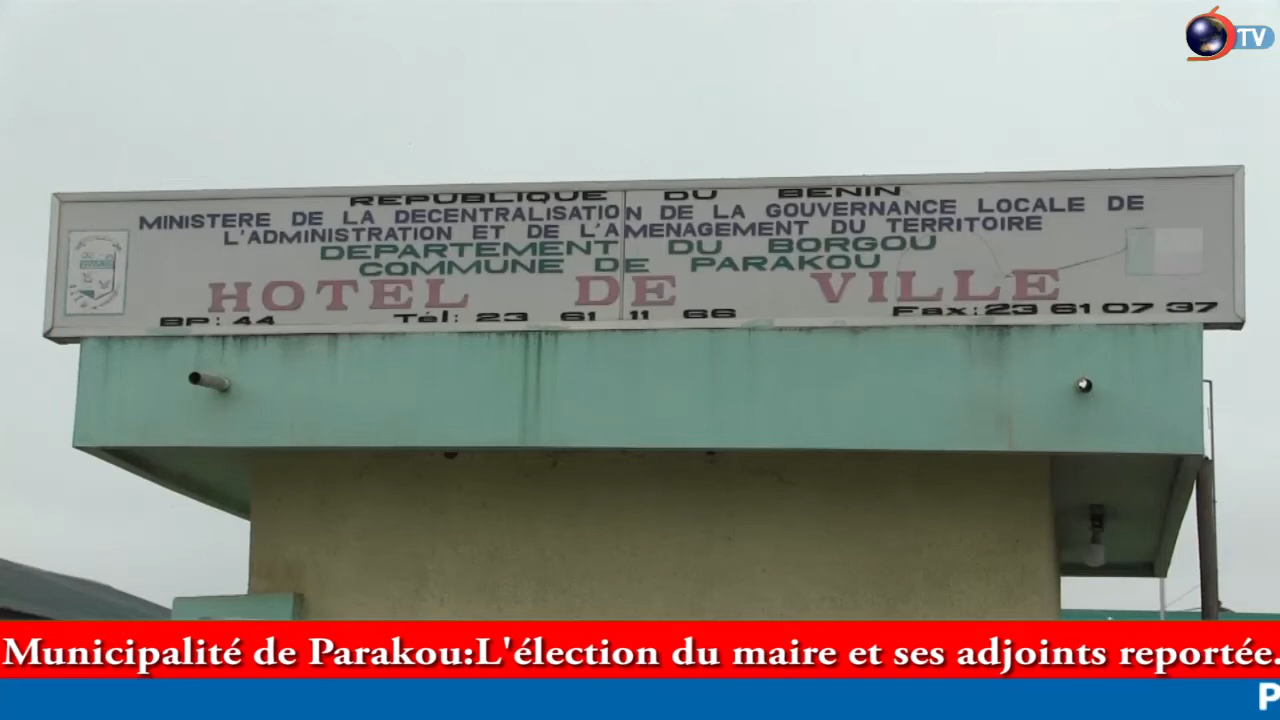 TV
REPUBLIQUE DU BENIN
MINISTERE DE LA DECENTRALISATION DE LA GOUVERNANCE LOCALE DE
L'ADMINISTRATION ET DE L'AMENAGEMENT DU TERRITOIRE
DEPARTEMENT DU BORGOU
COMMUNE DE PARAKOU
HOTEL DE VILLE
BP: 44 Tél: 23 61 11 66 Fax: 23 61 07 37
Municipalité de Parakou:L'élection du maire et ses adjoints reportée.
P